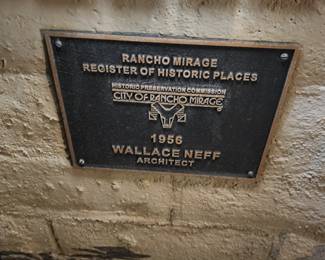 RANCHO MIRAGE
REGISTER OF HISTORIC PLACES
HISTORIC PRESERVATION COMMISSION
CITY OF RANCHO MIRAGE
1956
WALLACE NEFF
ARCHITECT